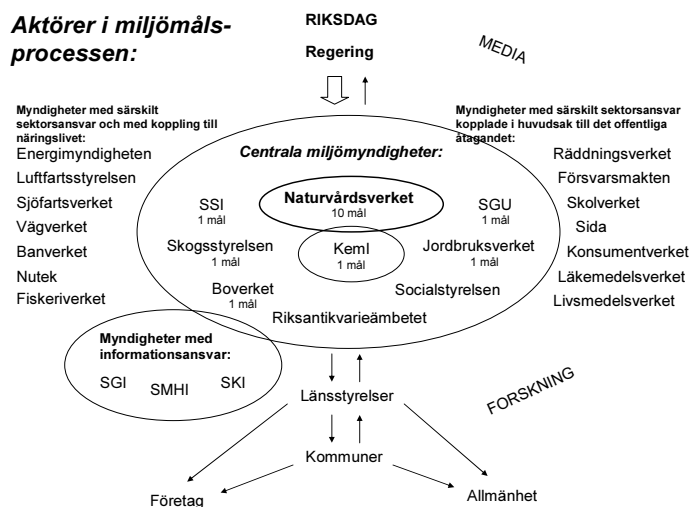 Aktörer i miljömåls-
processen:
RIKSDAG
Regering
MEDIA
Myndigheter med särskilt
sektorsansvar och med koppling till
näringslivet:
Energimyndigheten
Luftfartsstyrelsen
Sjöfartsverket
Vägverket
Banverket
Nutek
Fiskeriverket
Centrala miljömyndigheter:
Naturvårdsverket
10 mål
SSI
1 mål
SGU
1 mål
Skogsstyrelsen
1 mål
KemI
1 mål
Jordbruksverket
1 mål
Boverket
1 mål
Socialstyrelsen
Riksantikvarieämbetet
Myndigheter med särskilt sektorsansvar
kopplade i huvudsak till det offentliga
åtagandet:
Räddningsverket
Försvarsmakten
Skolverket
Sida
Konsumentverket
Läkemedelsverket
Livsmedelsverket
Myndigheter med
informationsansvar:
SGI
SMHI
SKI
Länsstyrelser
FORSKNING
Kommuner
Företag
Allmänhet